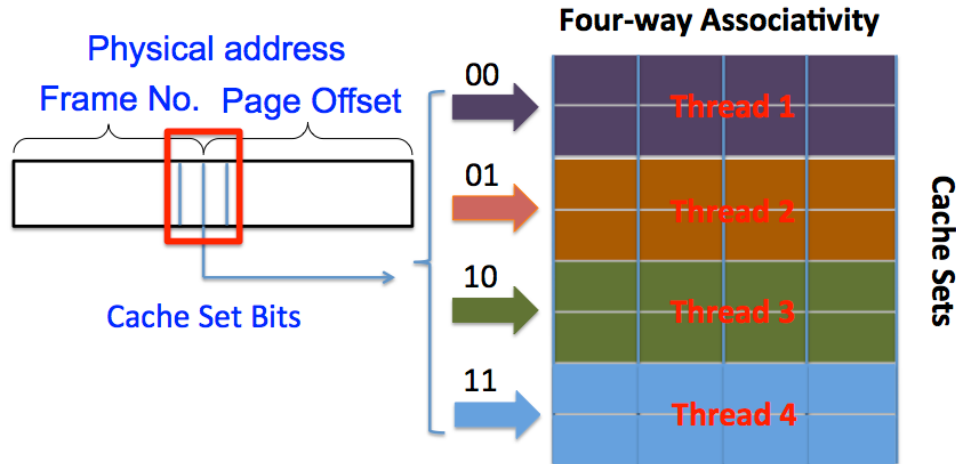 Four-way Associativity
Physical address
Frame No. Page Offset
00
Thread 1
01
Thread 2
Cache Sets
10
Thread 3
Cache Set Bits
11
Thread 4